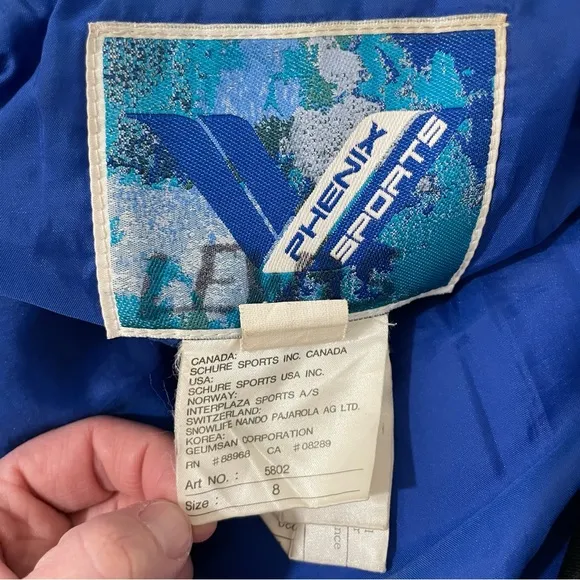 PHENIX
SPORTS
CANADA:
SCHURE SPORTS INC. CANADA
USA:
SCHURE SPORTS USA INC.
NORWAY:
INTERPLAZA SPORTS A/S
SWITZERLAND:
SNOWLIFE NANDO PAJAROLA AG LTD.
KOREA:
GEUMSAN CORPORATION
RN # 88968 CA # 08289
Art NO. : 5802
Size : 8